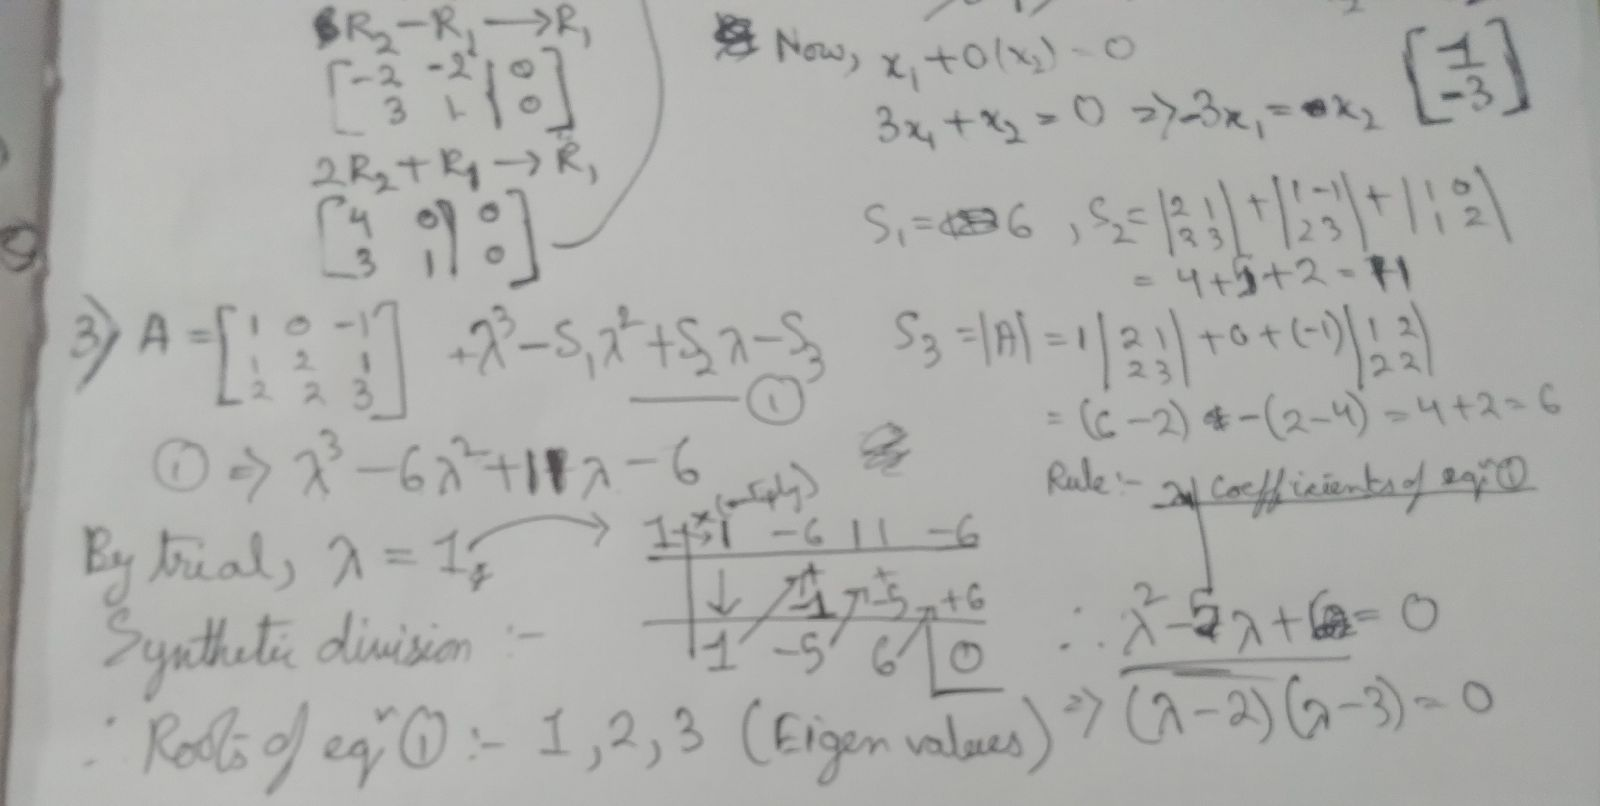 6R₂ - R₁ → R₁
[-2 -2 | 0
3 1 | 0]
2R₂ + R₁ → R₁
[4 0 | 0
3 1 | 0]
Now, x₁ + 0(x₂) = 0
3x₁ + x₂ = 0 => -3x₁ = x₂ [1
-3]
S₁ = 6, S₂ = |2 1| + |1 -1| + |1 0|
|2 3| |2 3| |1 2|
= 4 + 5 + 2 = 11
3) A = [1 0 -1
1 2 1
2 2 3] + λ³ - S₁λ² + S₂λ - S₃
—— ①
S₃ = |A| = 1 |2 1| + 0 + (-1) |1 2|
|2 3| |2 2|
= (6 - 2) - (2 - 4) = 4 + 2 = 6
① => λ³ - 6λ² + 11λ - 6
Rule:- λ | Coefficients of eqⁿ ①
By trial, λ = 1,
1 | 1 -6 11 -6
↓ 1 -5 +6
1 -5 6 | 0
Synthetic division :-
∴ λ² - 5λ + 6 = 0
=> (λ - 2) (λ - 3) = 0
∴ Roots of eqⁿ ① :- 1, 2, 3 (Eigen values)